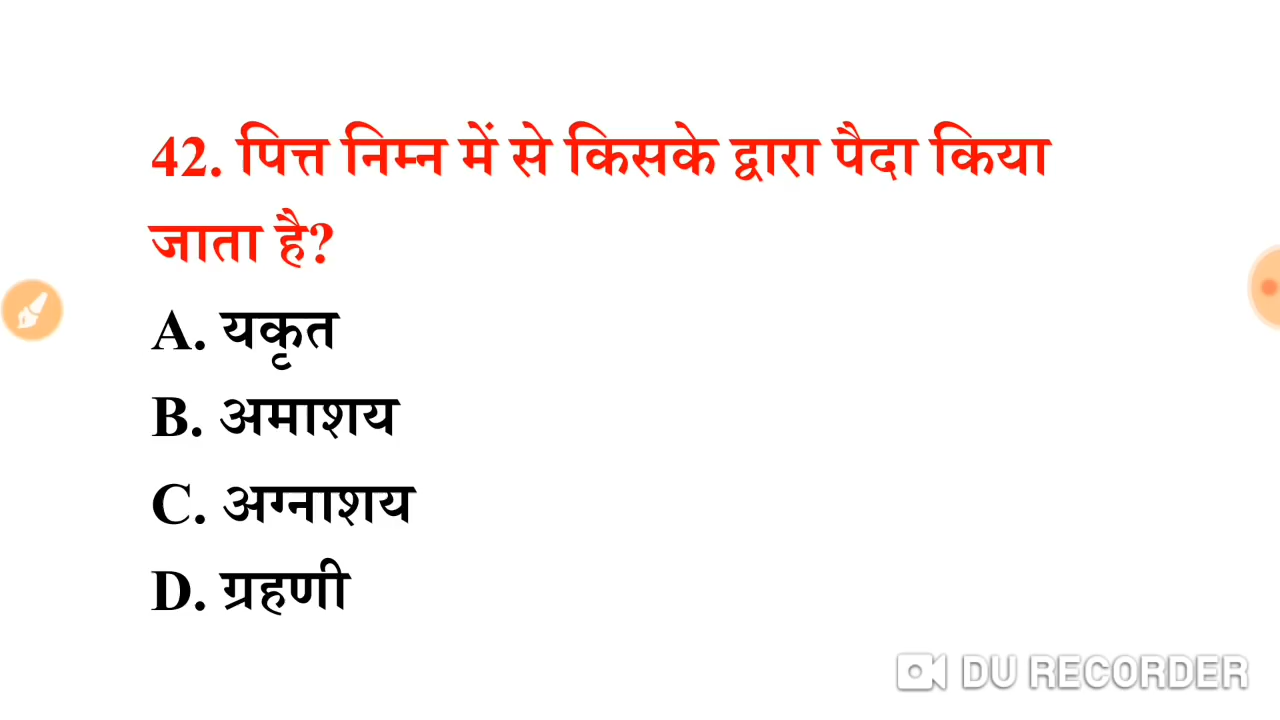 42. पित्त निम्न में से किसके द्वारा पैदा किया
जाता है?
A. यकृत
B. अमाशय
C. अग्नाशय
D. ग्रहणी
DU RECORDER